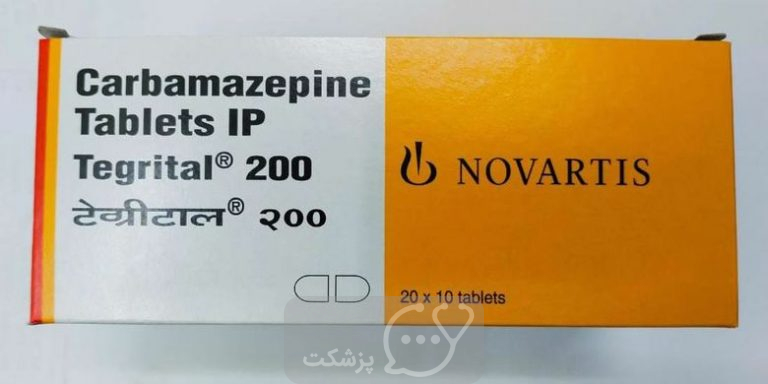 Carbamazepine
Tablets IP
Tegrital® 200
टेग्रीटाल® २००
NOVARTIS
20 x 10 tablets
پزشکت